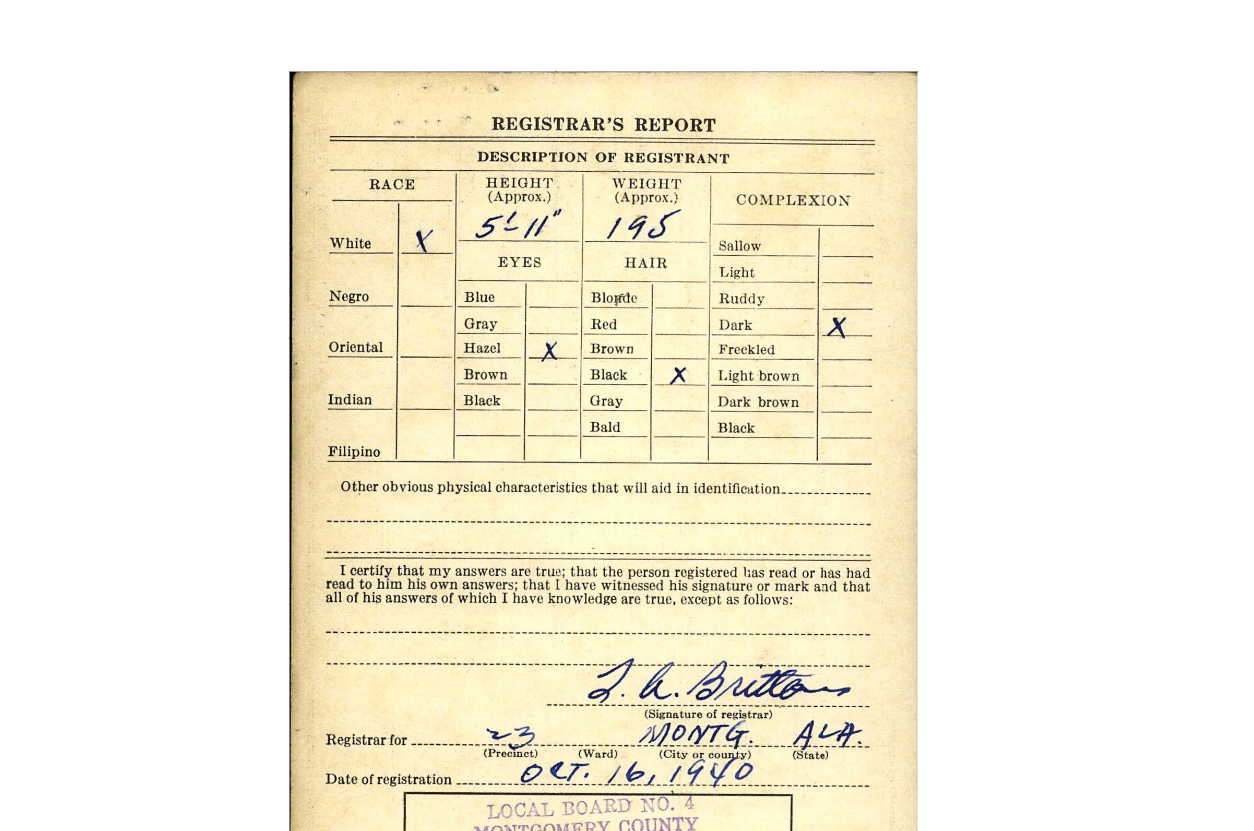 REGISTRAR'S REPORT
DESCRIPTION OF REGISTRANT
RACE
White X
Negro
Oriental
Indian
Filipino
HEIGHT
(Approx.)
5'-11"
WEIGHT
(Approx.)
195
EYES
Blue
Gray
Hazel X
Brown
Black
HAIR
Blonde
Red
Brown
Black X
Gray
Bald
COMPLEXION
Sallow
Light
Ruddy
Dark X
Freckled
Light brown
Dark brown
Black
Other obvious physical characteristics that will aid in identification
I certify that my answers are true; that the person registered has read or has had
read to him his own answers; that I have witnessed his signature or mark and that
all of his answers of which I have knowledge are true, except as follows:
A. Britton
(Signature of registrar)
Registrar for 23 MONTG. ALA.
(Precinct) (Ward) (City or county) (State)
Date of registration OCT. 16, 1940
LOCAL BOARD NO. 4
MONTGOMERY COUNTY